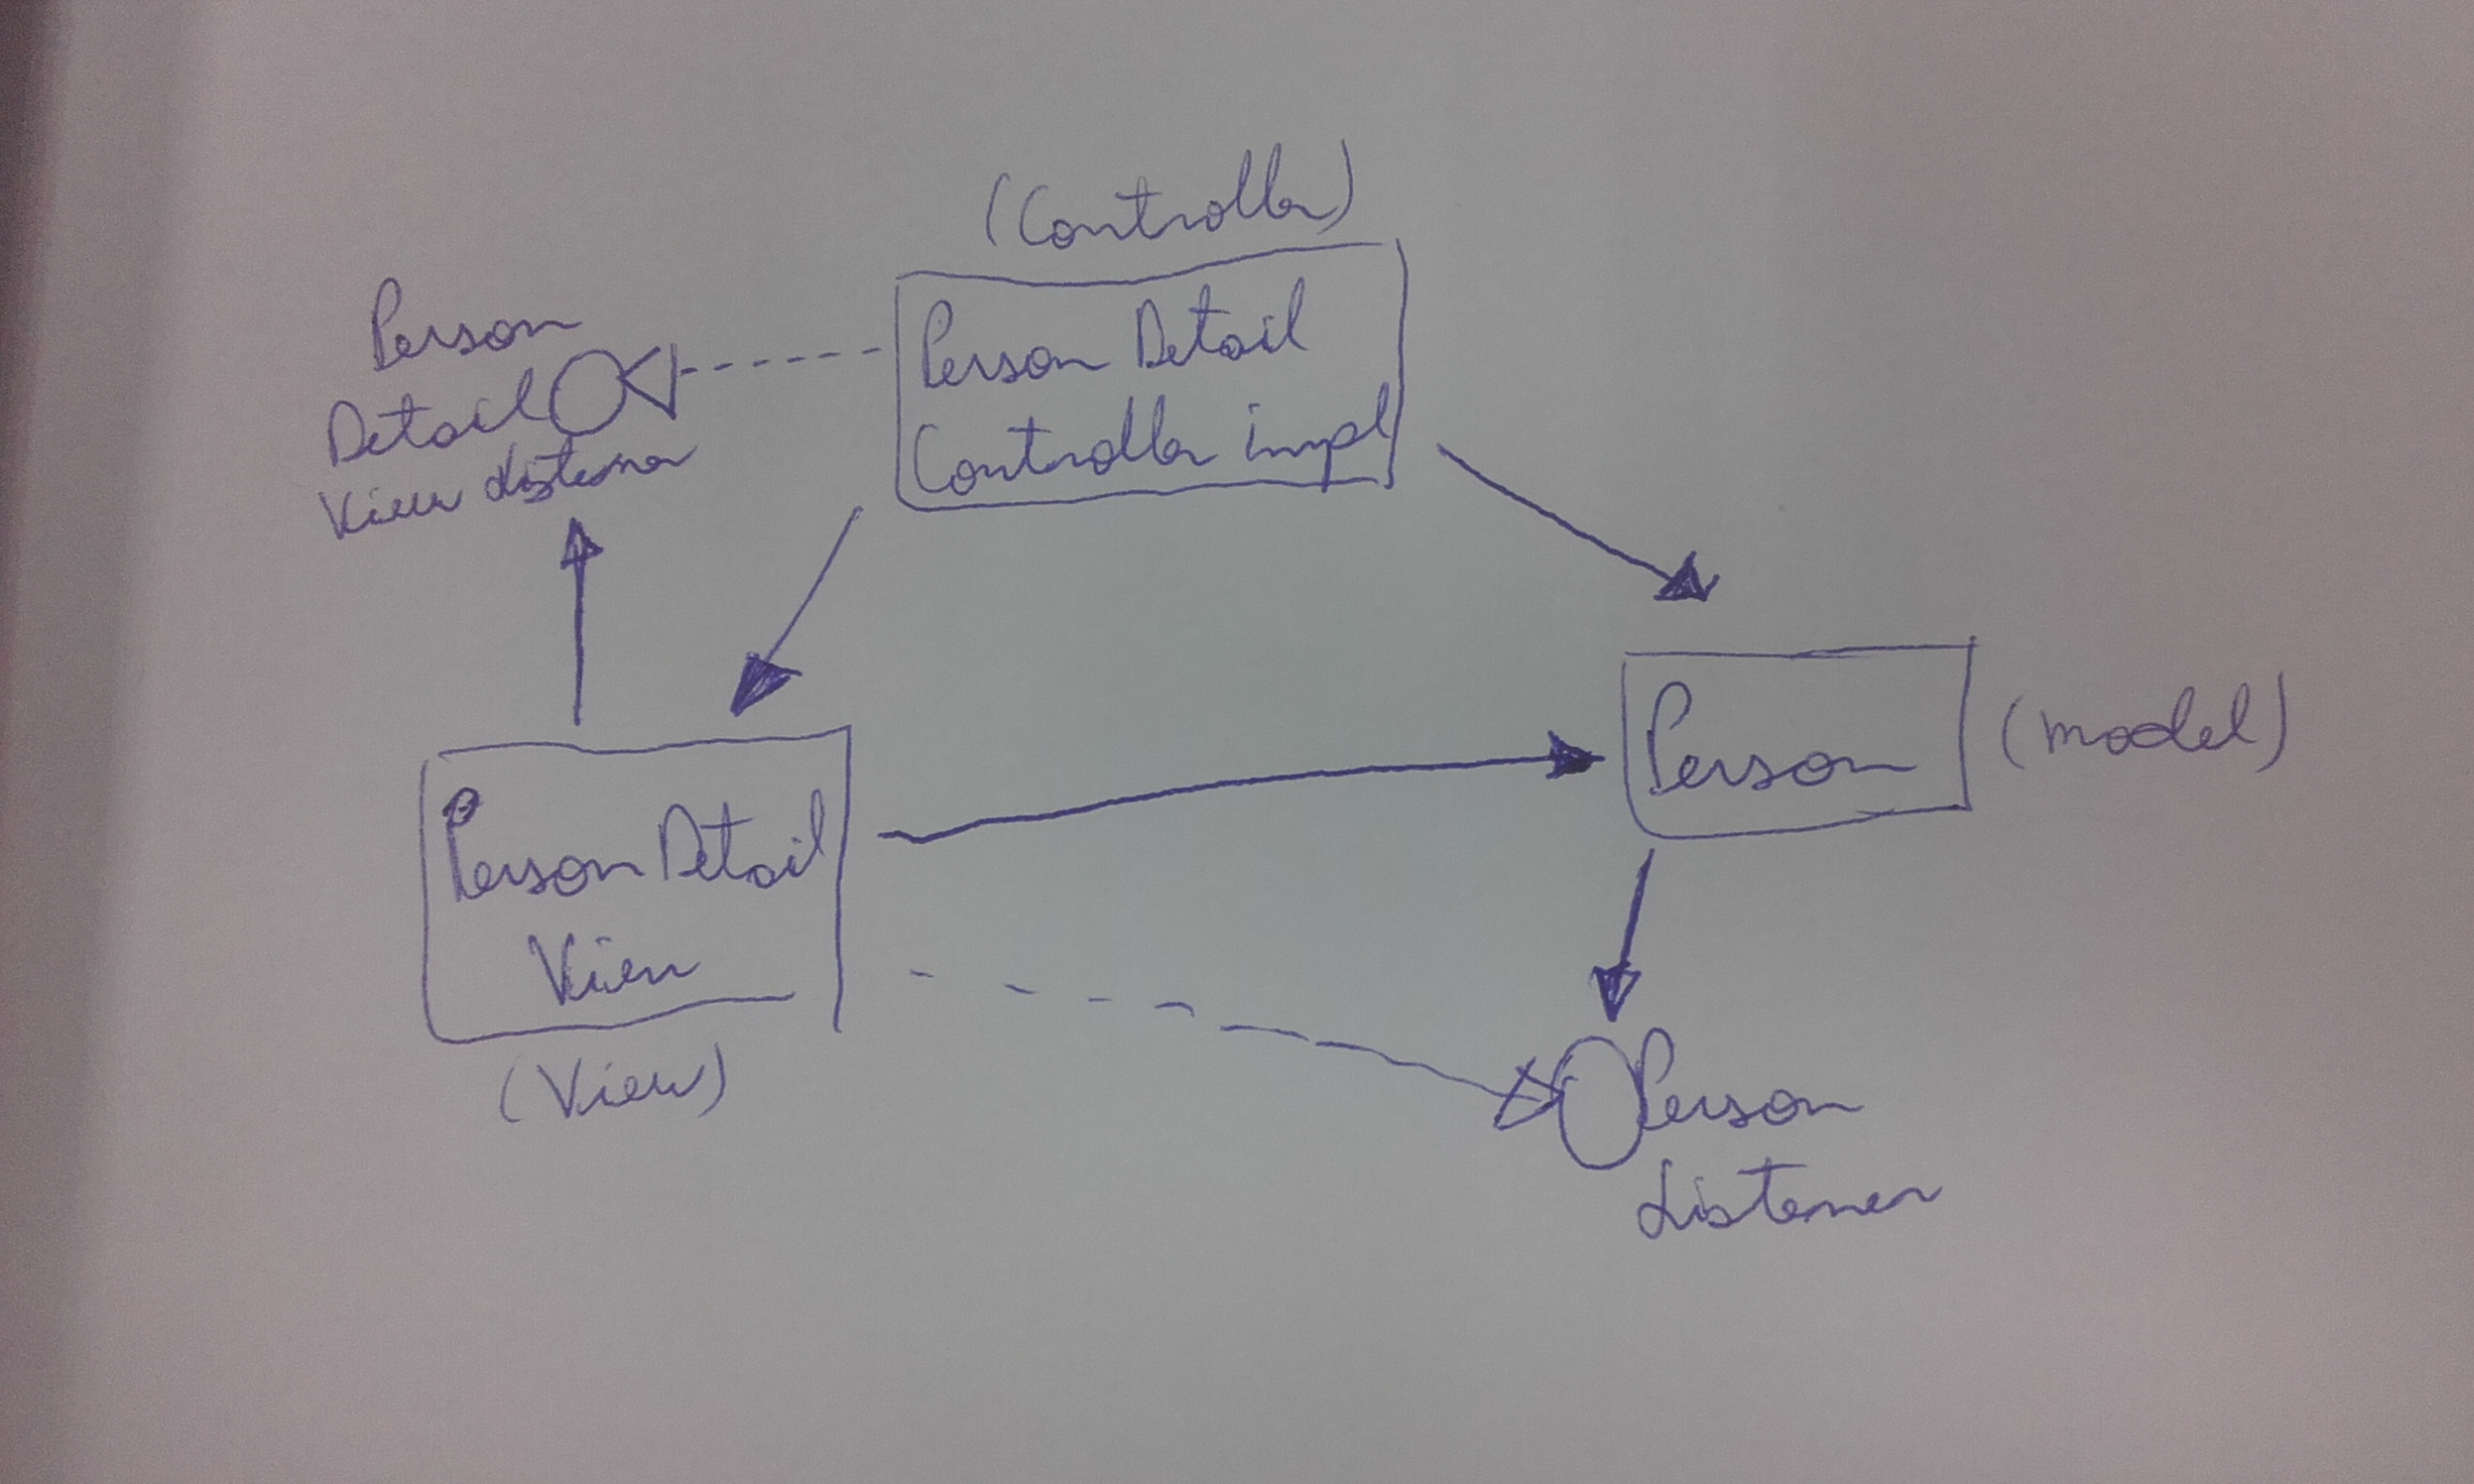 (Controller)
Person Detail
Controller impl
Person
Detail
View Listener
Person
(model)
Person Detail
View
(View)
Person
Listener